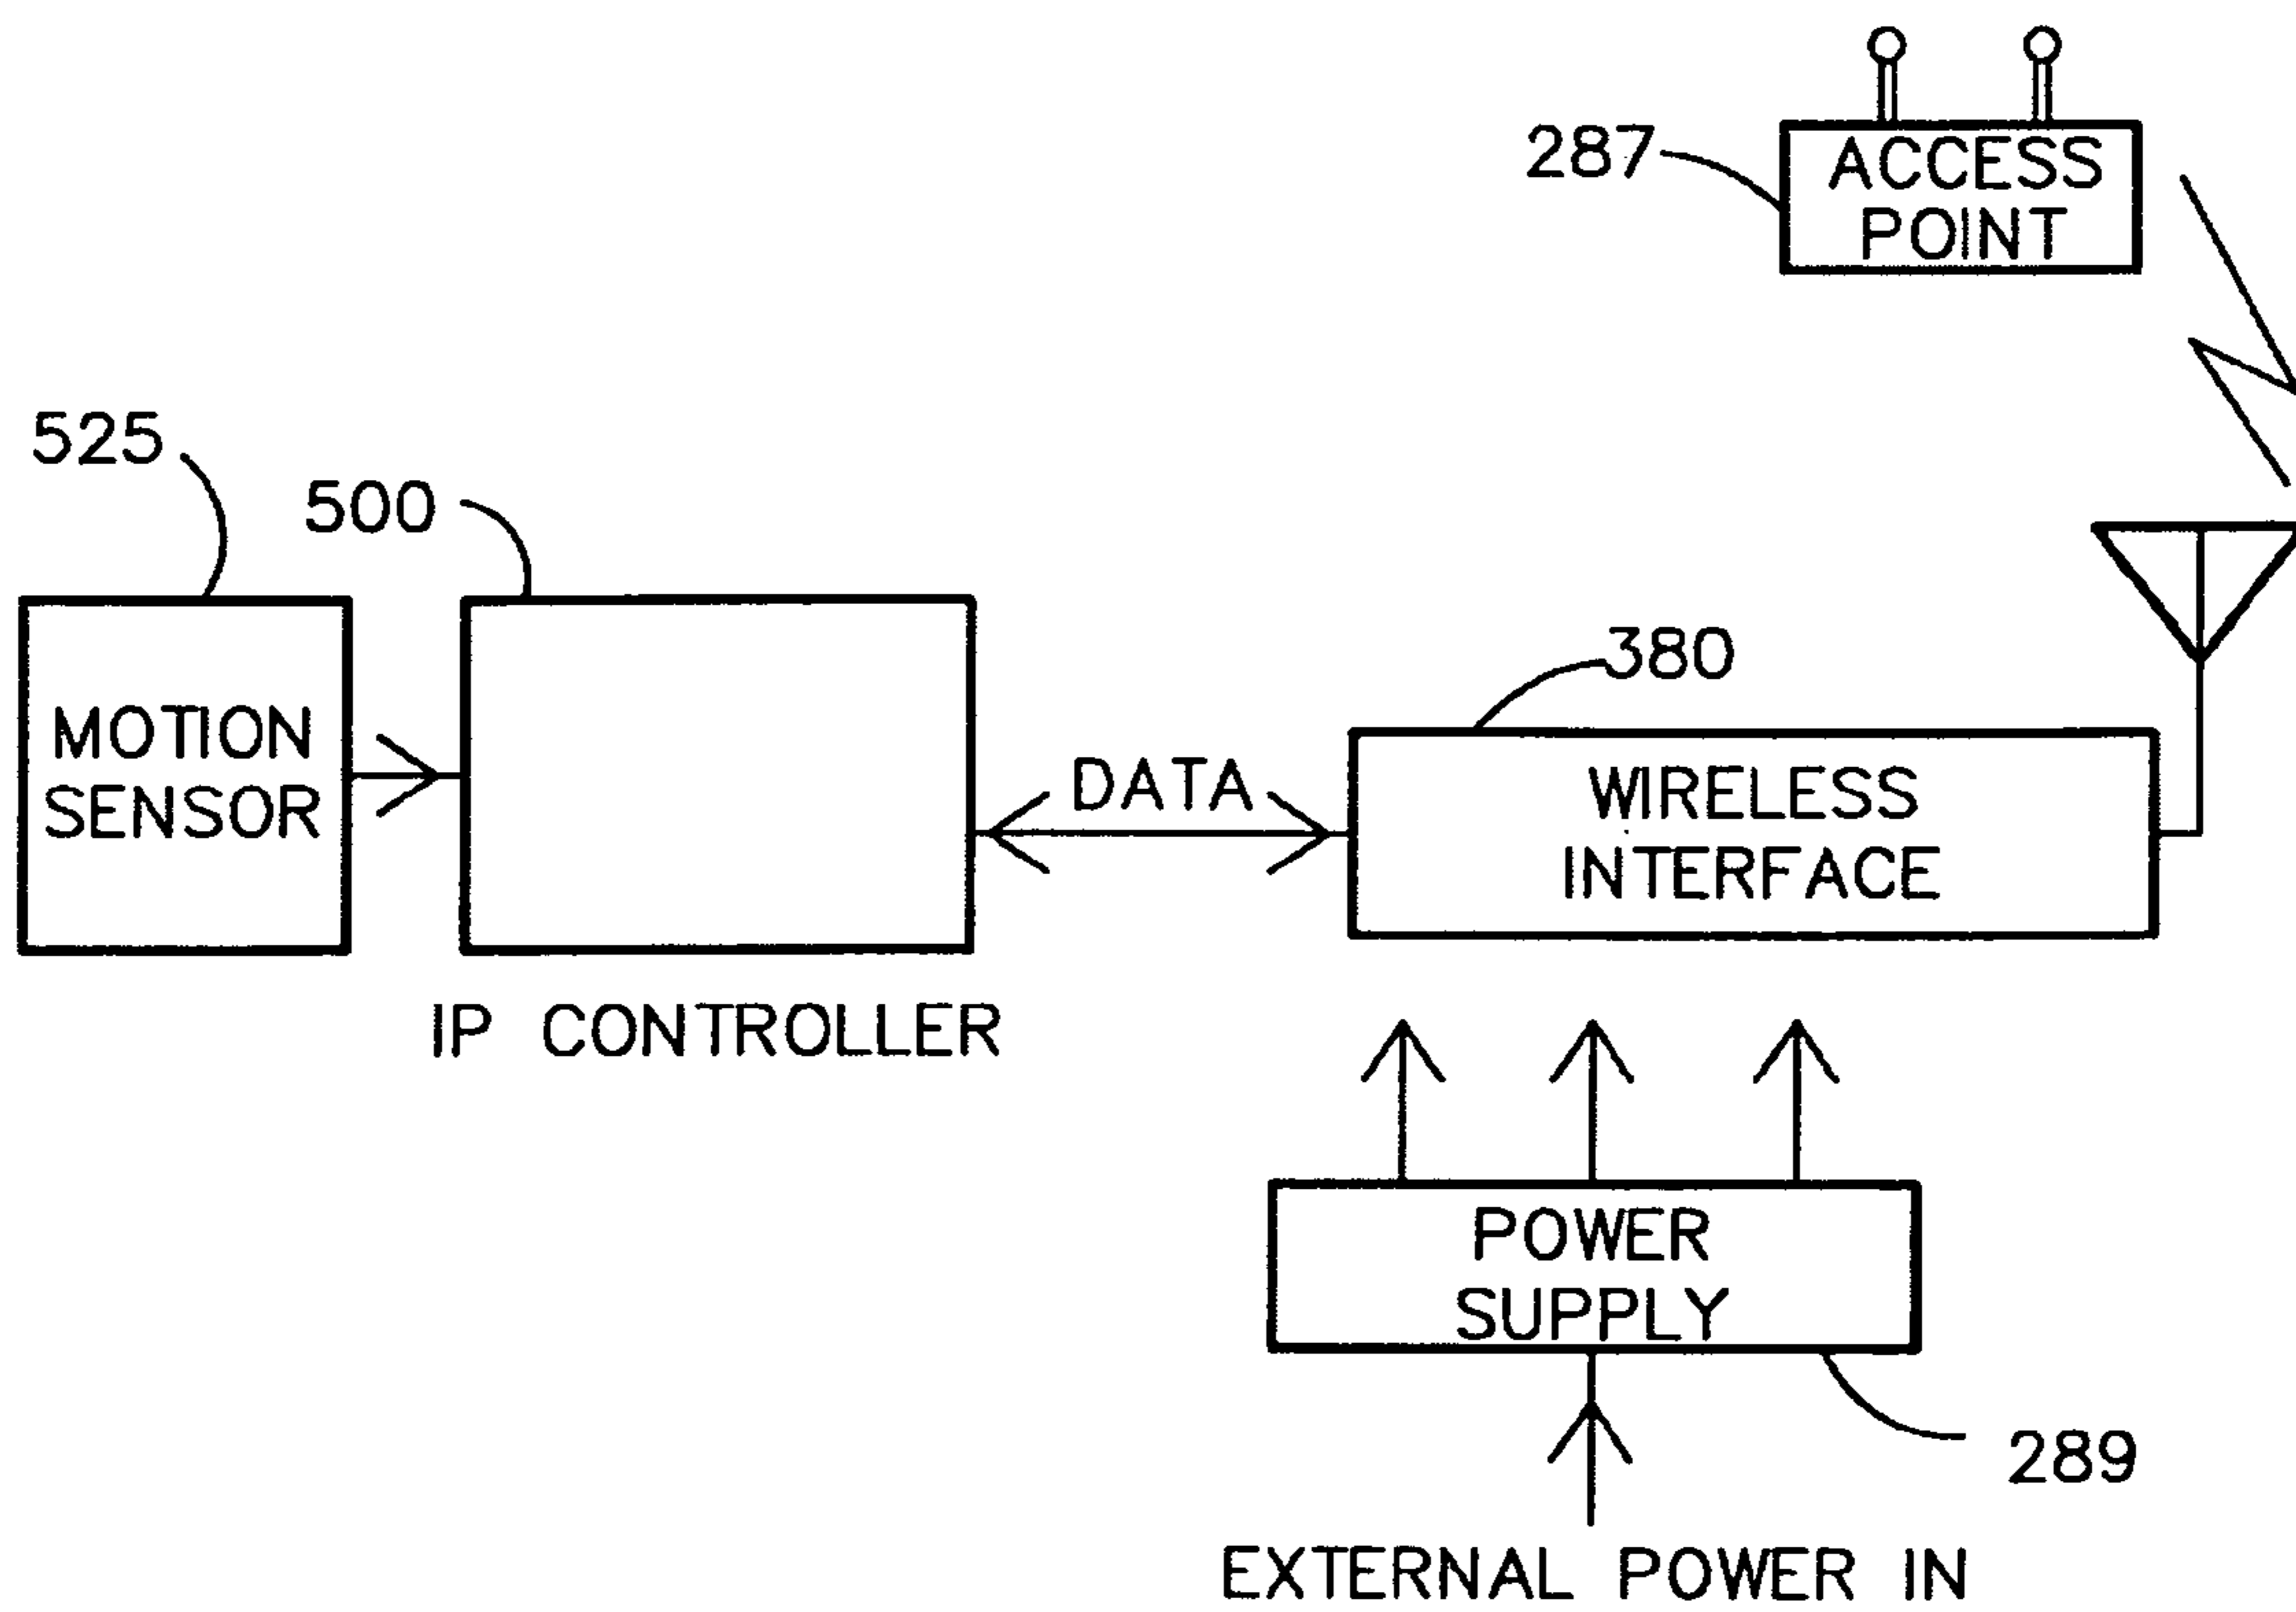 287
ACCESS
POINT
525
500
380
MOTION
SENSOR
DATA
WIRELESS
INTERFACE
IP CONTROLLER
POWER
SUPPLY
289
EXTERNAL POWER IN